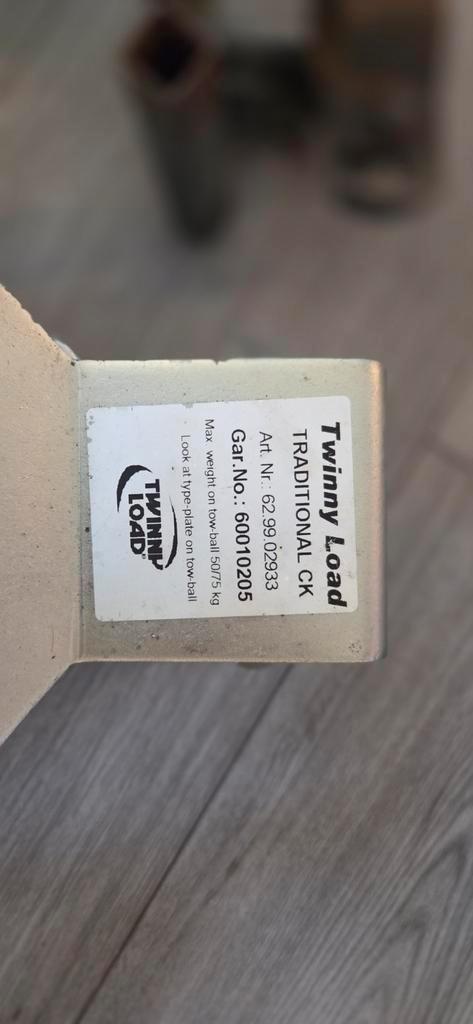 Twinny Load
TRADITIONAL CK
Art. Nr.: 62.99.02933
Gar.No.: 60010205
Max. weight on tow-ball 50/75 kg
Look at type-plate on tow-ball
TWINNY
LOAD